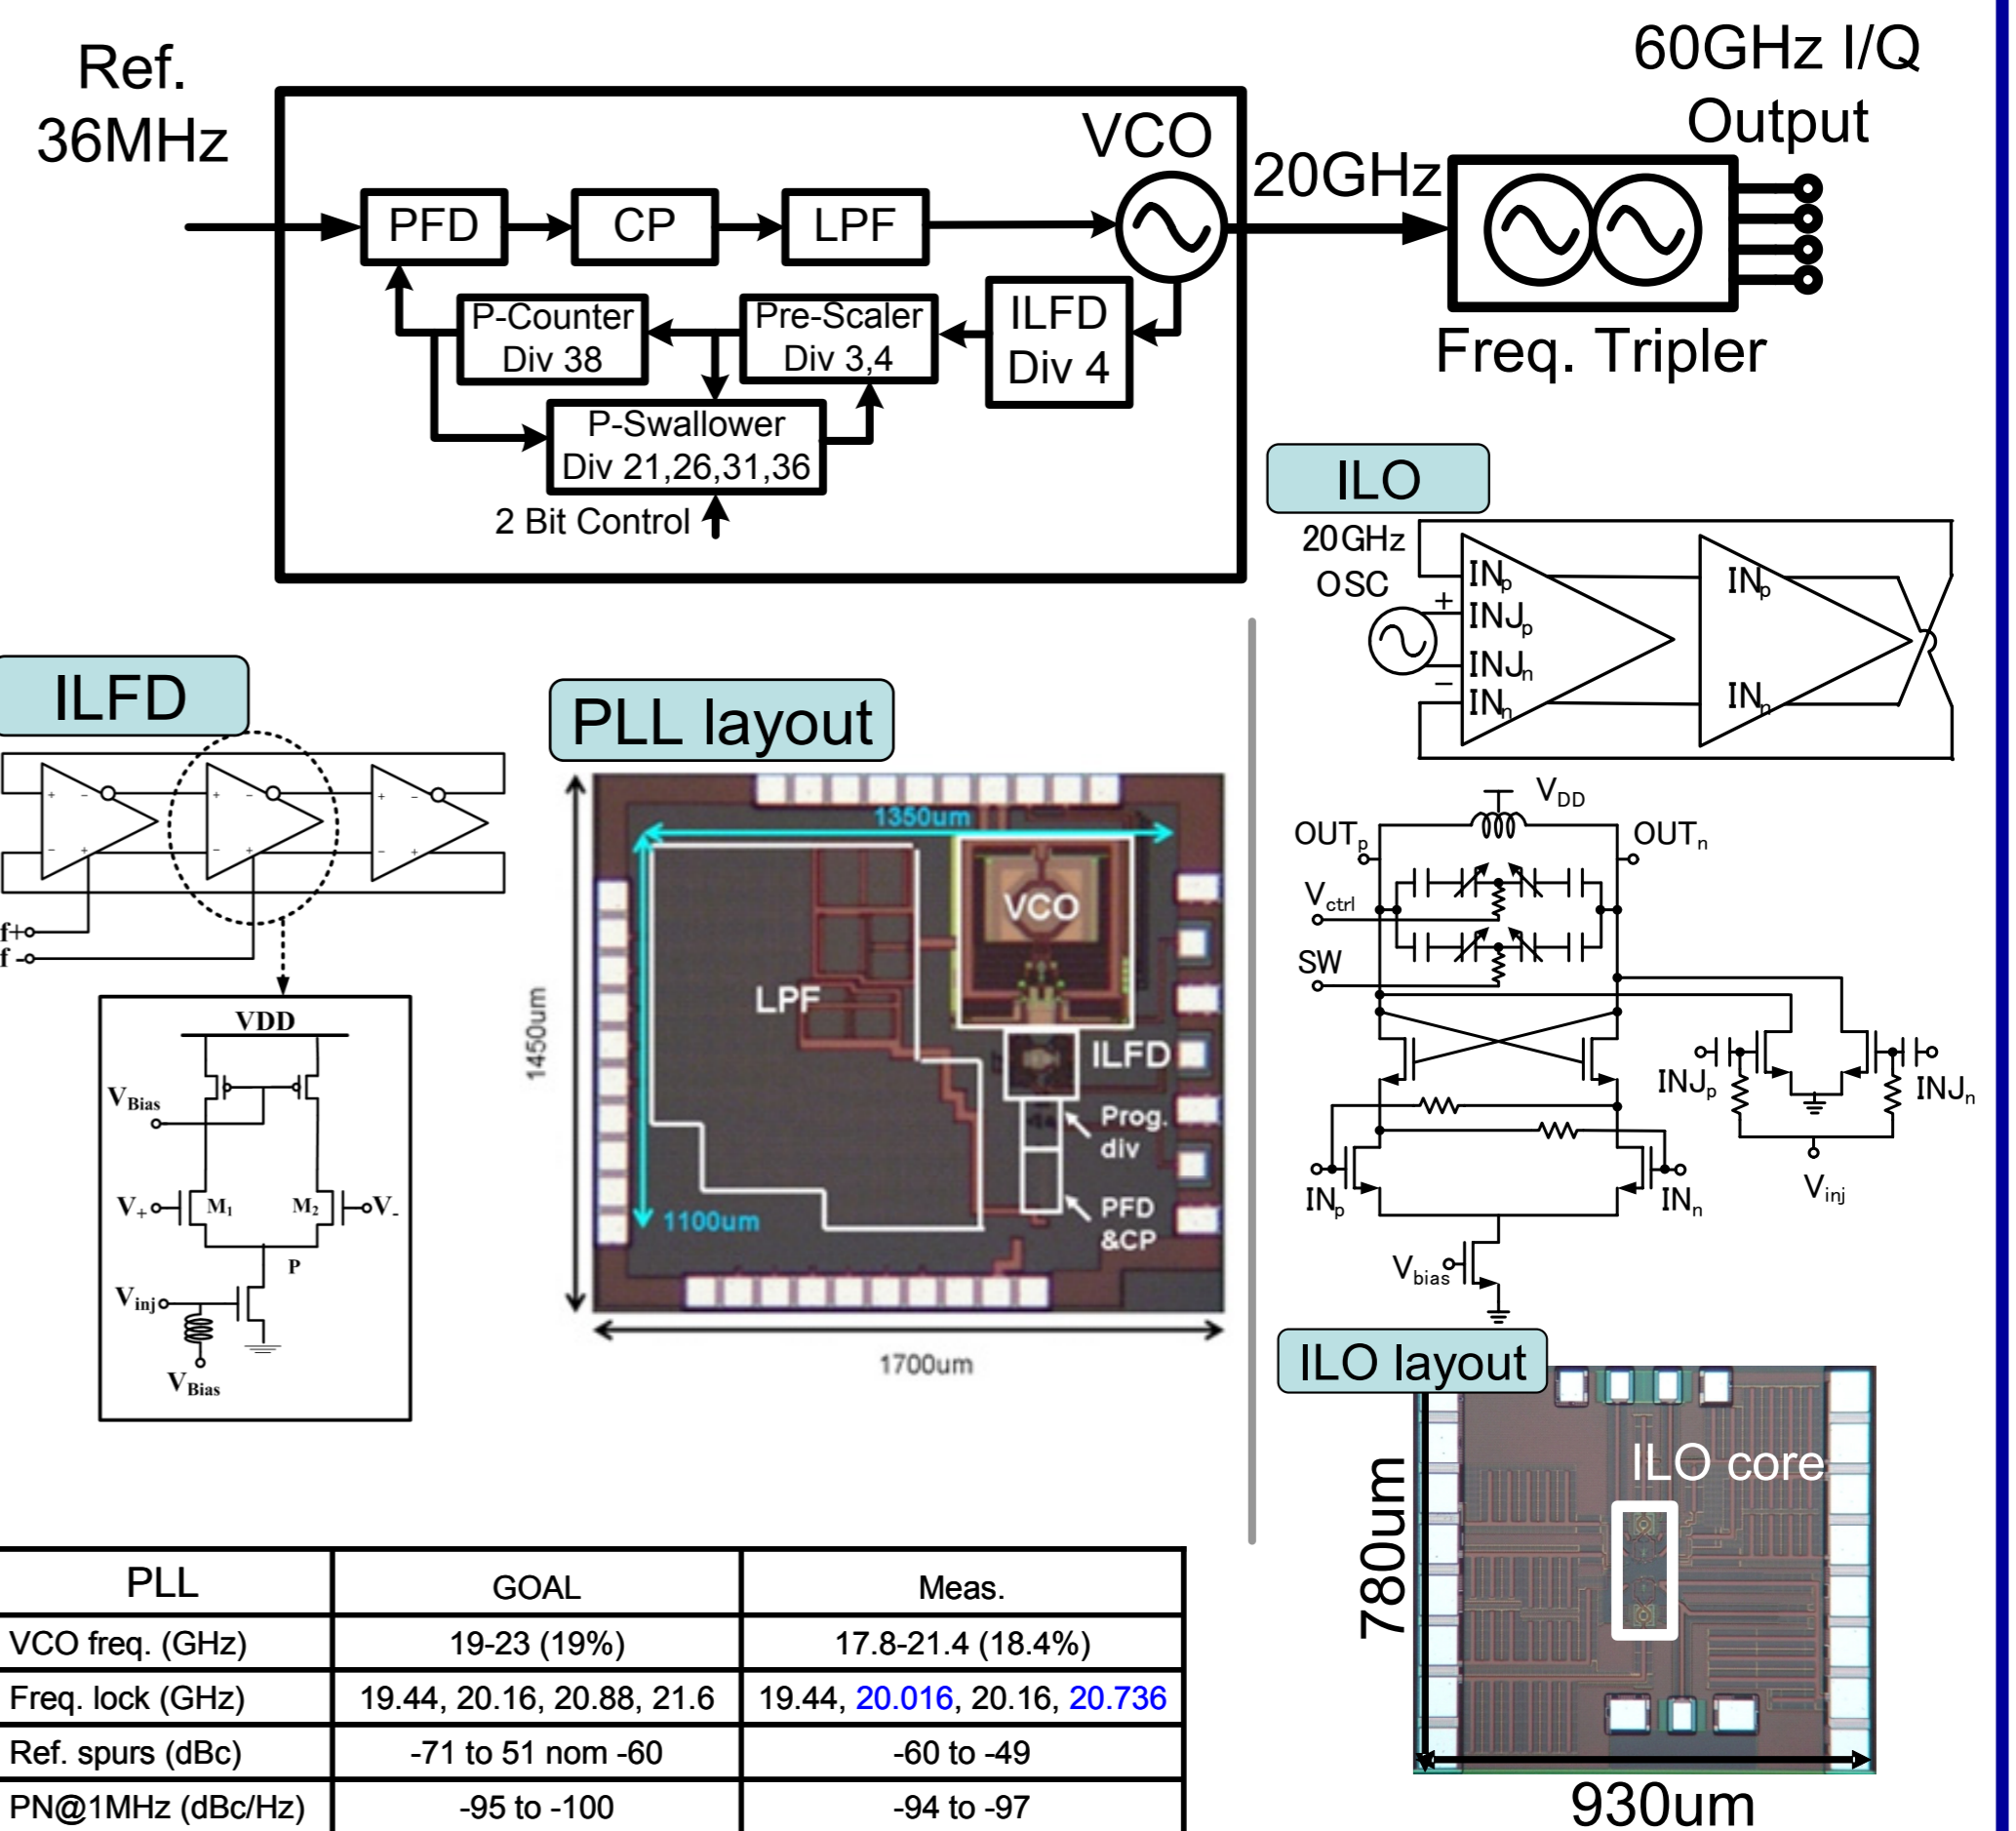 Ref.
36MHz
VCO
20GHz
60GHz I/Q
Output
PFD
CP
LPF
P-Counter
Div 38
Pre-Scaler
Div 3,4
ILFD
Div 4
P-Swallower
Div 21,26,31,36
2 Bit Control
Freq. Tripler
ILFD
+ - + - + -
- + - + - +
f+
f -
VDD
VBias
V+ M1 M2 V-
P
Vinj
VBias
PLL layout
1350um
VCO
LPF
ILFD
Prog.
div
PFD
&CP
1100um
1450um
1700um
ILO
20GHz
OSC
+
-
INp
INJp
INJn
INn
INp
INn
VDD
OUTp OUTn
Vctrl
SW
INJp INJn
Vinj
INp INn
Vbias
ILO layout
ILO core
780um
930um
PLL GOAL Meas.
VCO freq. (GHz) 19-23 (19%) 17.8-21.4 (18.4%)
Freq. lock (GHz) 19.44, 20.16, 20.88, 21.6 19.44, 20.016, 20.16, 20.736
Ref. spurs (dBc) -71 to 51 nom -60 -60 to -49
PN@1MHz (dBc/Hz) -95 to -100 -94 to -97